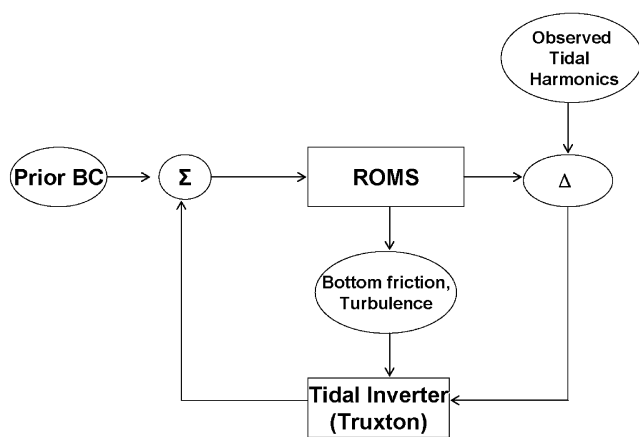 Observed
Tidal
Harmonics
Prior BC
Σ
ROMS
Δ
Bottom friction,
Turbulence
Tidal Inverter
(Truxton)